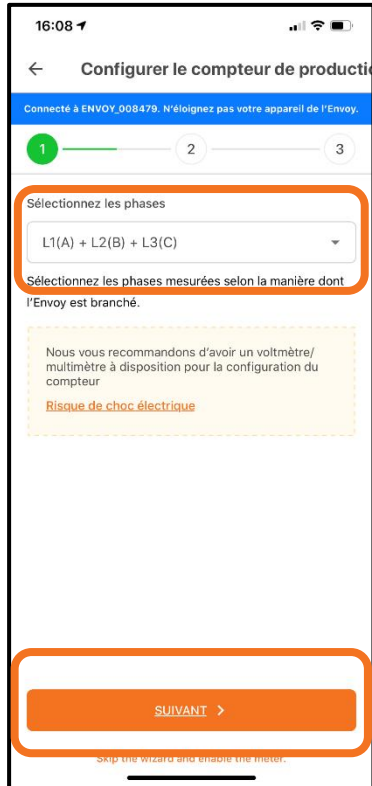 16:08
Configurer le compteur de productio
Connecté à ENVOY_008479. N'éloignez pas votre appareil de l'Envoy.
1
2
3
Sélectionnez les phases
L1(A) + L2(B) + L3(C)
Sélectionnez les phases mesurées selon la manière dont
l'Envoy est branché.
Nous vous recommandons d'avoir un voltmètre/
multimètre à disposition pour la configuration du
compteur
Risque de choc électrique
SUIVANT >
Skip the wizard and enable the meter.